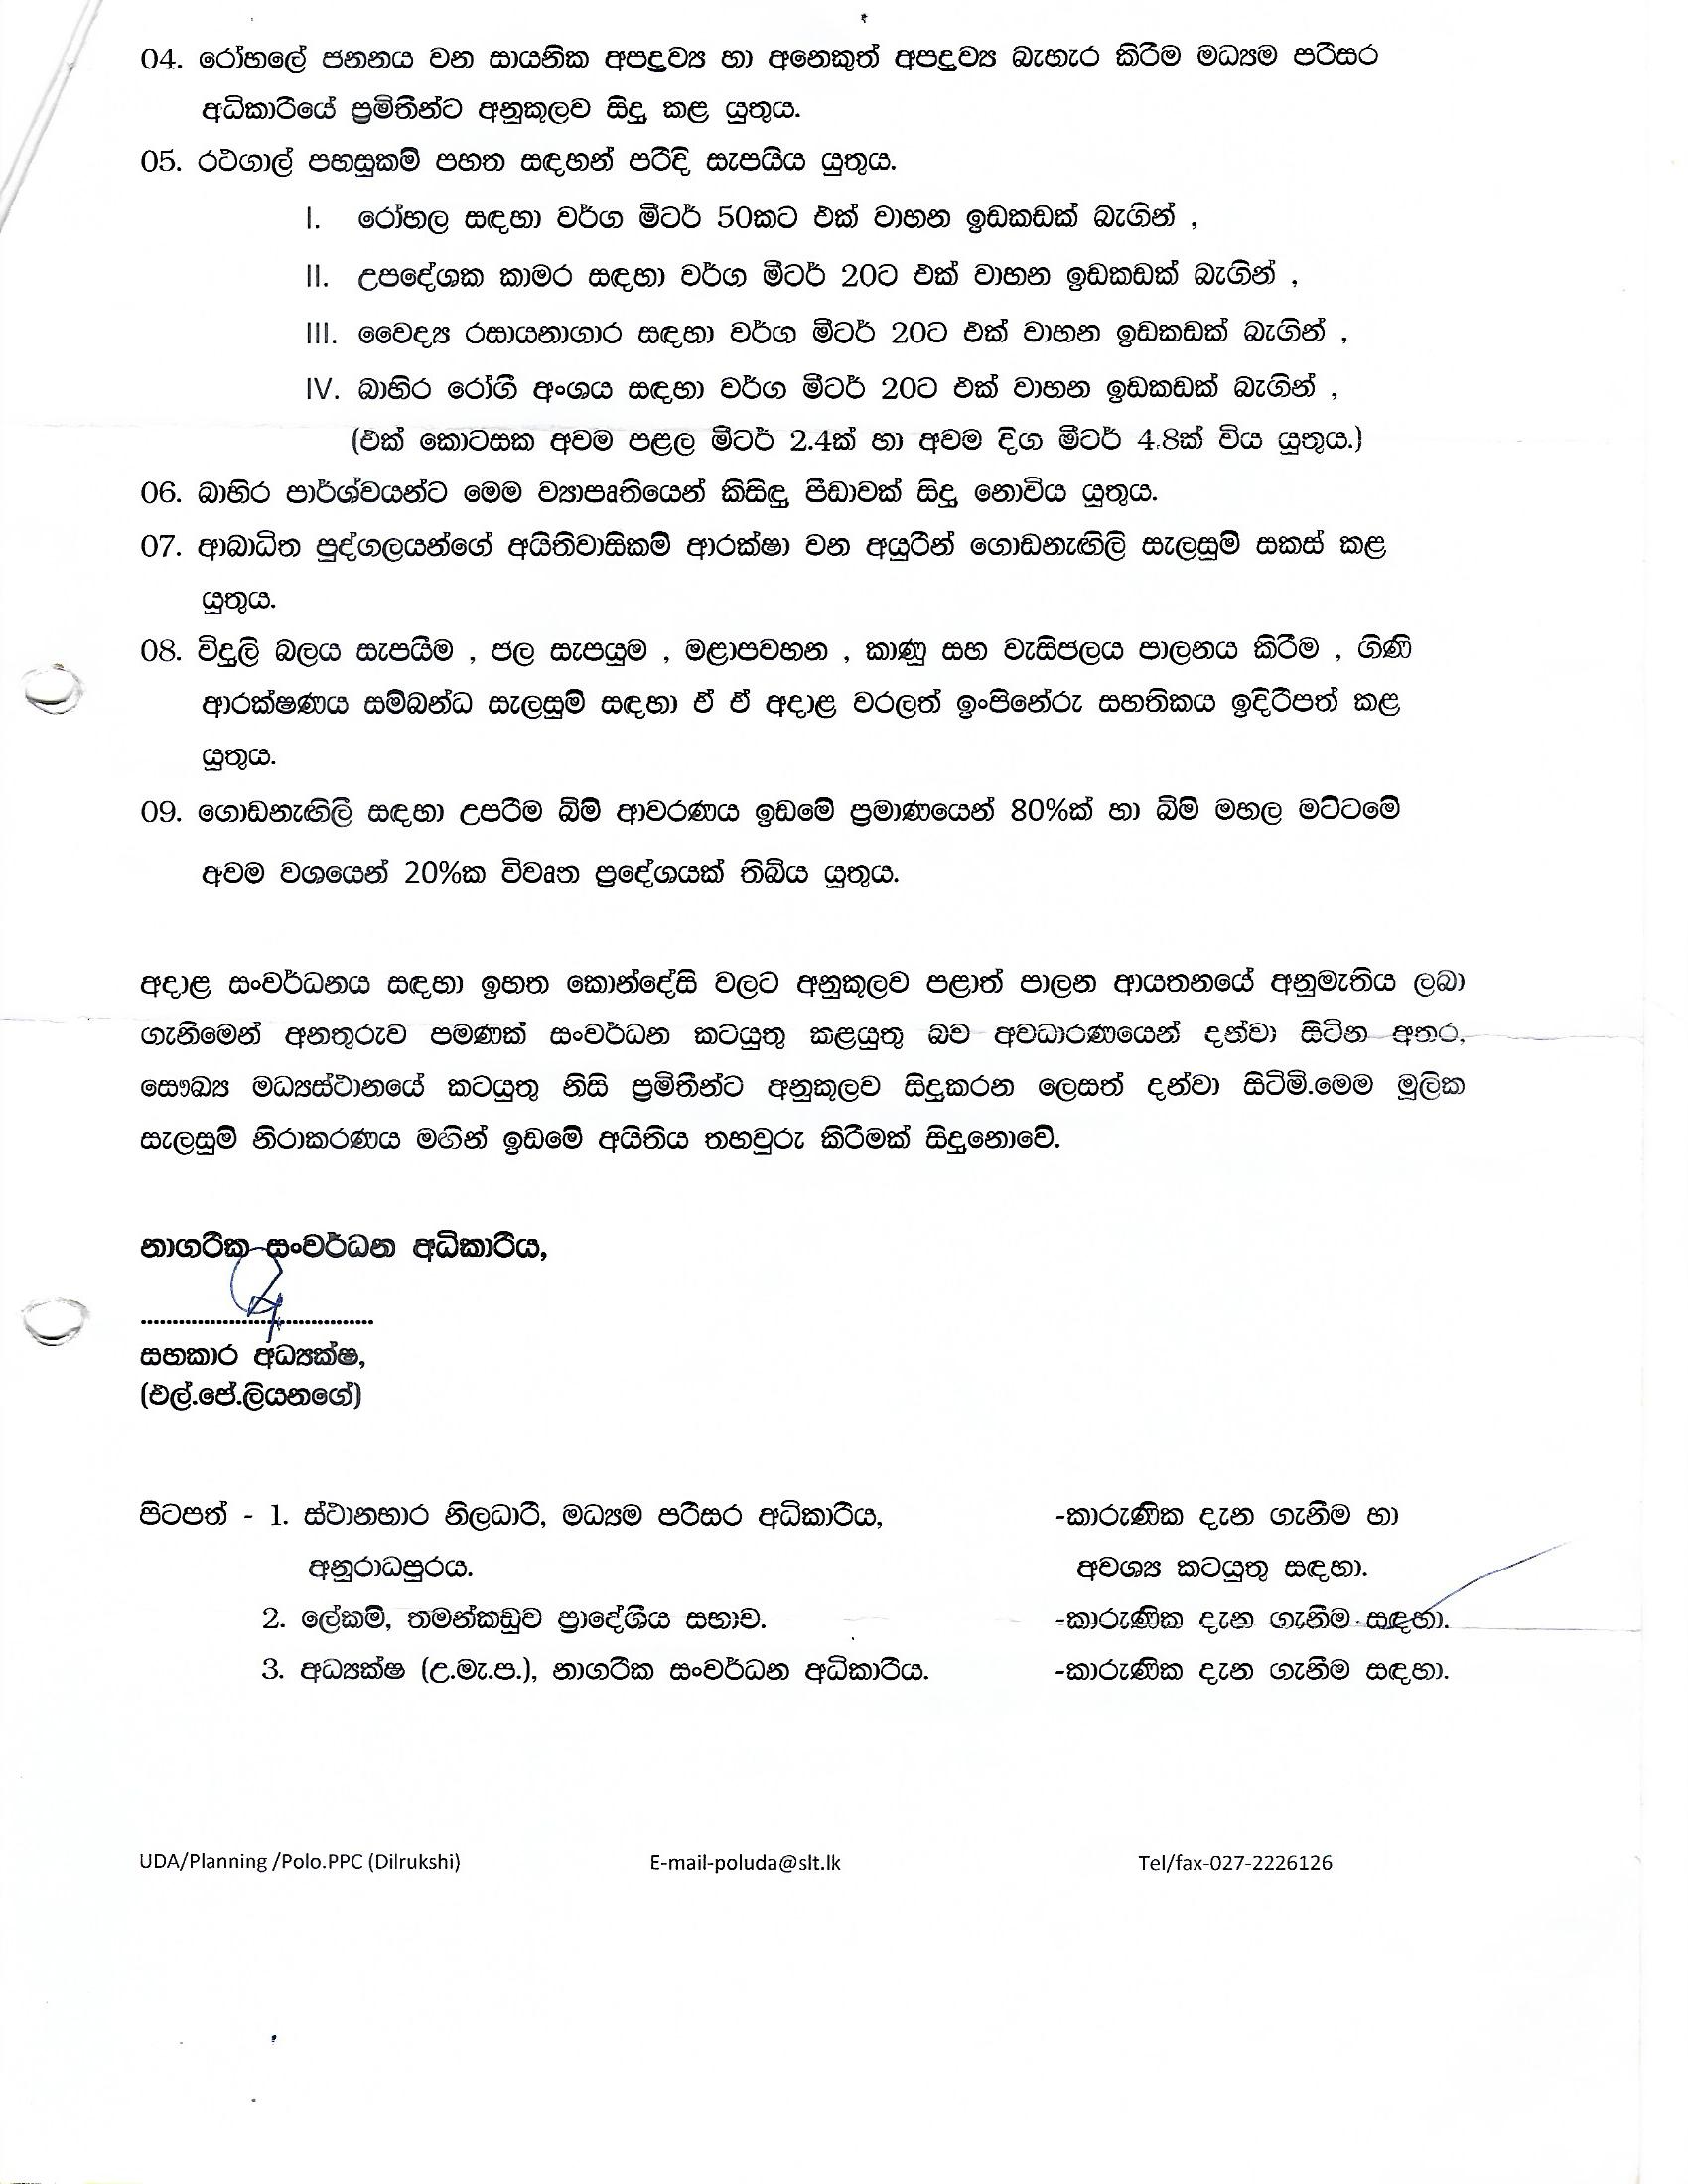 04. රෝහලේ ජනනය වන සායනික අපද්‍රව්‍ය හා අනෙකුත් අපද්‍රව්‍ය බැහැර කිරීම මධ්‍යම පරිසර
අධිකාරියේ ප්‍රමිතීන්ට අනුකූලව සිදු කළ යුතුය.
05. රථගාල් පහසුකම් පහත සඳහන් පරිදි සැපයිය යුතුය.
I. රෝහල සඳහා වර්ග මීටර් 50කට එක් වාහන ඉඩකඩක් බැගින් ,
II. උපදේශක කාමර සඳහා වර්ග මීටර් 20ට එක් වාහන ඉඩකඩක් බැගින් ,
III. වෛද්‍ය රසායනාගාර සඳහා වර්ග මීටර් 20ට එක් වාහන ඉඩකඩක් බැගින් ,
IV. බාහිර රෝගී අංශය සඳහා වර්ග මීටර් 20ට එක් වාහන ඉඩකඩක් බැගින් ,
(එක් කොටසක අවම පළල මීටර් 2.4ක් හා අවම දිග මීටර් 4.8ක් විය යුතුය.)
06. බාහිර පාර්ශ්වයන්ට මෙම ව්‍යාපෘතියෙන් කිසිඳු පීඩාවක් සිදු නොවිය යුතුය.
07. ආබාධිත පුද්ගලයන්ගේ අයිතිවාසිකම් ආරක්ෂා වන අයුරින් ගොඩනැඟිලි සැලසුම් සකස් කළ
යුතුය.
08. විදුලි බලය සැපයීම , ජල සැපයුම , මළාපවහන , කාණු සහ වැසිජලය පාලනය කිරීම , ගිණි
ආරක්ෂණය සම්බන්ධ සැලසුම් සඳහා ඒ ඒ අදාළ වරලත් ඉංපිනේරු සහතිකය ඉදිරිපත් කළ
යුතුය.
09. ගොඩනැඟිලි සඳහා උපරිම බිම් ආවරණය ඉඩමේ ප්‍රමාණයෙන් 80%ක් හා බිම් මහල මට්ටමේ
අවම වශයෙන් 20%ක විවෘත ප්‍රදේශයක් තිබිය යුතුය.
අදාළ සංවර්ධනය සඳහා ඉහත කොන්දේසි වලට අනුකූලව පළාත් පාලන ආයතනයේ අනුමැතිය ලබා
ගැනීමෙන් අනතුරුව පමණක් සංවර්ධන කටයුතු කළයුතු බව අවධාරණයෙන් දන්වා සිටින අතර,
සෞඛ්‍ය මධ්‍යස්ථානයේ කටයුතු නිසි ප්‍රමිතීන්ට අනුකූලව සිදුකරන ලෙසත් දන්වා සිටිමි.මෙම මූලික
සැලසුම් නිරාකරණය මඟින් ඉඩමේ අයිතිය තහවුරු කිරීමක් සිදුනොවේ.
නාගරික සංවර්ධන අධිකාරිය,
සහකාර අධ්‍යක්ෂ,
(එල්.පේ.ලියනගේ)
පිටපත් - 1. ස්ථානභාර නිලධාරී, මධ්‍යම පරිසර අධිකාරිය, -කාරුණික දැන ගැනීම හා
අනුරාධපුරය. අවශ්‍ය කටයුතු සඳහා.
2. ලේකම්, තමන්කඩුව ප්‍රාදේශීය සභාව. -කාරුණික දැන ගැනීම සඳහා.
3. අධ්‍යක්ෂ (උ.මැ.ප.), නාගරික සංවර්ධන අධිකාරිය. -කාරුණික දැන ගැනීම සඳහා.
UDA/Planning /Polo.PPC (Dilrukshi) E-mail-poluda@slt.lk Tel/fax-027-2226126